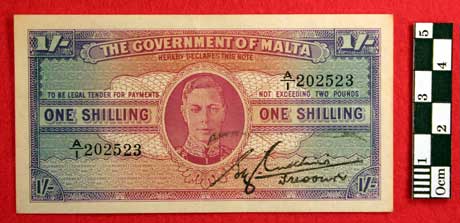 1/- THE GOVERNMENT OF MALTA 1/-
HEREBY DECLARES THIS NOTE
A/1 202523
TO BE LEGAL TENDER FOR PAYMENTS NOT EXCEEDING TWO POUNDS
ONE SHILLING ONE SHILLING
A/1 202523
Treasurer
1/- 1/-
5
4
3
2
1
0cm